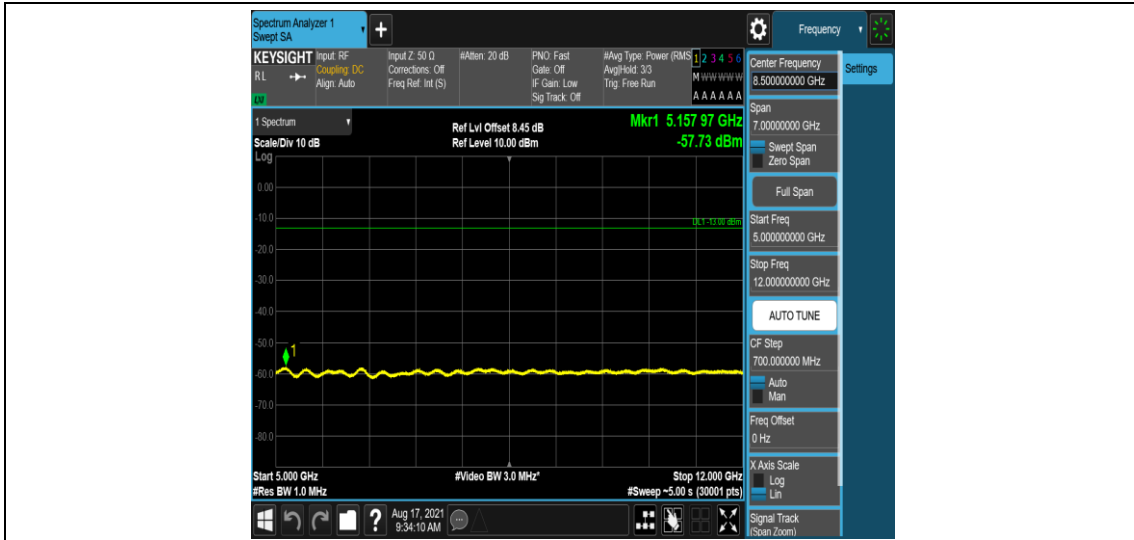 Spectrum Analyzer 1
Swept SA
+
Frequency
KEYSIGHT
RL
LXI
Input: RF
Coupling: DC
Align: Auto
Input Z: 50 Ω
Corrections: Off
Freq Ref: Int (S)
#Atten: 20 dB
PNO: Fast
Gate: Off
IF Gain: Low
Sig Track: Off
#Avg Type: Power (RMS
Avg|Hold: 3/3
Trig: Free Run
1 2 3 4 5 6
M W W W W W
A A A A A A
1 Spectrum
Scale/Div 10 dB
Log
Ref Lvl Offset 8.45 dB
Ref Level 10.00 dBm
Mkr1 5.157 97 GHz
-57.73 dBm
0.00
-10.0
DL1 -13.00 dBm
-20.0
-30.0
-40.0
-50.0
1
-60.0
-70.0
-80.0
Start 5.000 GHz
#Video BW 3.0 MHz*
Stop 12.000 GHz
#Res BW 1.0 MHz
#Sweep ~5.00 s (30001 pts)
?
Aug 17, 2021
9:34:10 AM
Center Frequency
8.500000000 GHz
Settings
Span
7.00000000 GHz
Swept Span
Zero Span
Full Span
Start Freq
5.000000000 GHz
Stop Freq
12.000000000 GHz
AUTO TUNE
CF Step
700.000000 MHz
Auto
Man
Freq Offset
0 Hz
X Axis Scale
Log
Lin
Signal Track
(Span Zoom)